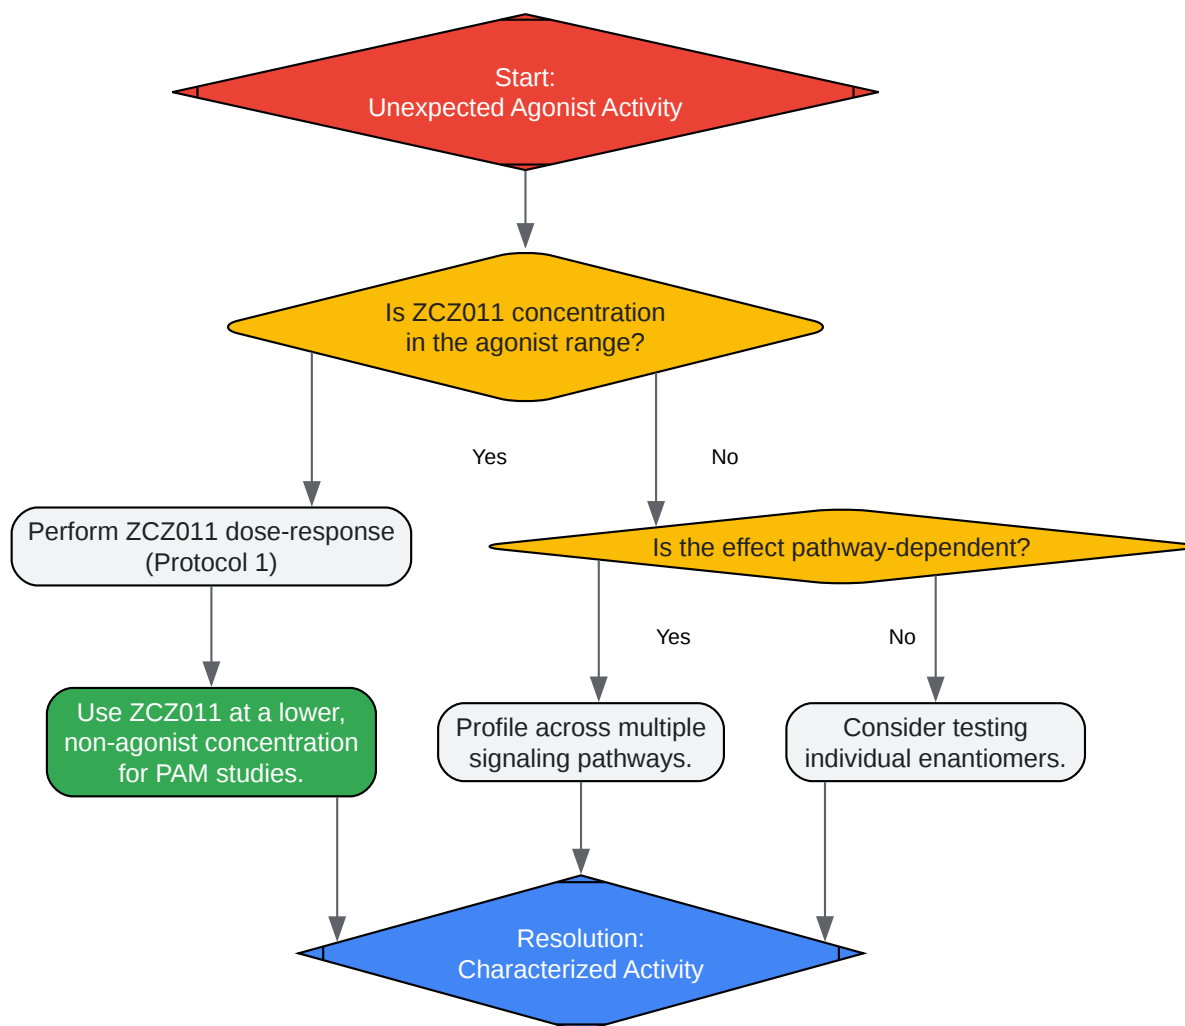 Start:
Unexpected Agonist Activity
Is ZCZ011 concentration
in the agonist range?
Yes
No
Perform ZCZ011 dose-response
(Protocol 1)
Is the effect pathway-dependent?
Yes
No
Use ZCZ011 at a lower,
non-agonist concentration
for PAM studies.
Profile across multiple
signaling pathways.
Consider testing
individual enantiomers.
Resolution:
Characterized Activity